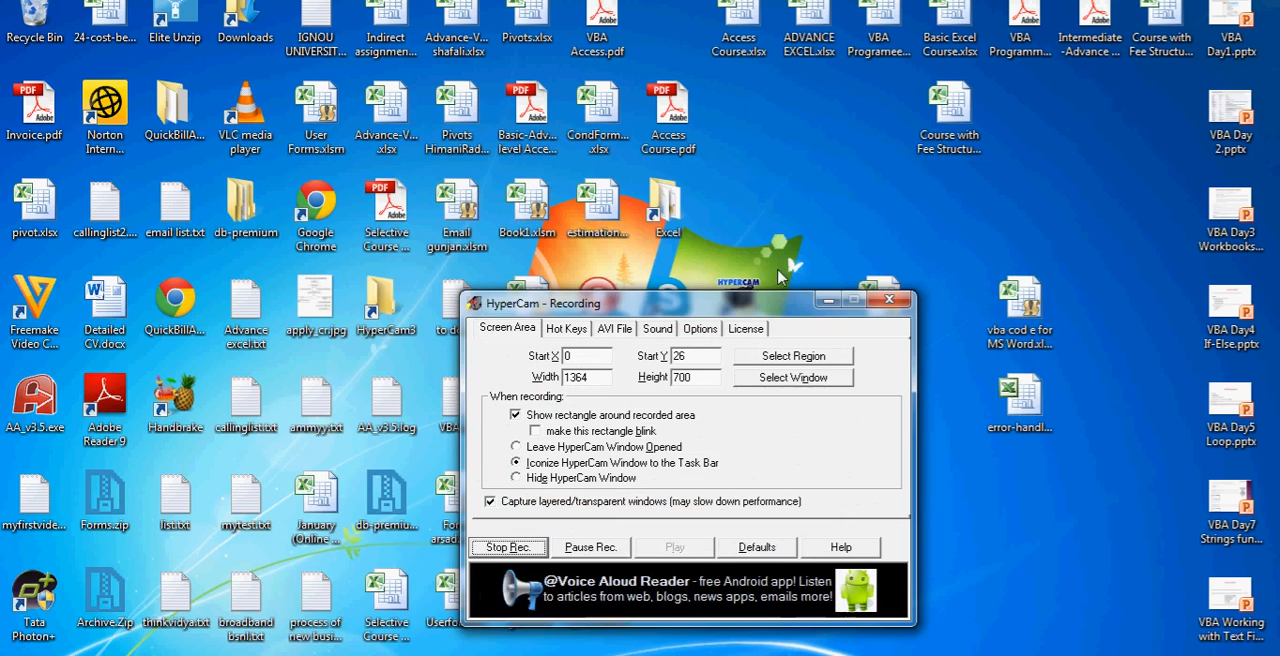 Recycle Bin
24-cost-be...
Elite Unzip
Downloads
IGNOU
UNIVERSIT...
Indirect
assignmen...
Advance-V...
shafali.xlsx
Pivots.xlsx
VBA
Access.pdf
Access
Course.xlsx
ADVANCE
EXCEL.xlsx
VBA
Programee...
Basic Excel
Course.xlsx
VBA
Programm...
Intermediate
-Advance ...
Course with
Fee Structu...
VBA
Day1.pptx
Invoice.pdf
Norton
Intern...
QuickBillA...
VLC media
player
User
Forms.xlsm
Advance-V...
.xlsx
Pivots
HimaniRad...
Basic-Adv...
level Acce...
CondForm...
.xlsx
Access
Course.pdf
Course with
Fee Structu...
VBA Day
2.pptx
pivot.xlsx
callinglist2....
email list.txt
db-premium
Google
Chrome
Selective
Course ...
Email
gunjan.xlsm
Book1.xlsm
estimation...
Excel
VBA Day3
Workbooks...
HYPERCAM
Freemake
Video C...
Detailed
CV.docx
QuickBillA...
Advance
excel.txt
apply_cnjpg
HyperCam3
to do
vba cod e for
MS Word.xl...
VBA Day4
If-Else.pptx
AA_v3.5.exe
Adobe
Reader 9
Handbrake
callinglist.txt
ammyy.txt
AA_v3.5.log
VBA
error-handl...
VBA Day5
Loop.pptx
myfirstvide...
Forms.zip
list.txt
mytest.txt
January
(Online ...
db-premiu...
For
arsad.
VBA Day7
Strings fun...
Tata
Photon+
Archive.Zip
thinkvidya.txt
broadband
bsnl.txt
process of
new busi...
Selective
Course ...
Userfo
VBA Working
with Text Fi...
HyperCam - Recording
Screen Area
Hot Keys
AVI File
Sound
Options
License
Start X 0
Start Y 26
Select Region
Width 1364
Height 700
Select Window
When recording:
Show rectangle around recorded area
make this rectangle blink
Leave HyperCam Window Opened
Iconize HyperCam Window to the Task Bar
Hide HyperCam Window
Capture layered/transparent windows (may slow down performance)
Stop Rec.
Pause Rec.
Play
Defaults
Help
@Voice Aloud Reader - free Android app! Listen
to articles from web, blogs, news apps, emails more!